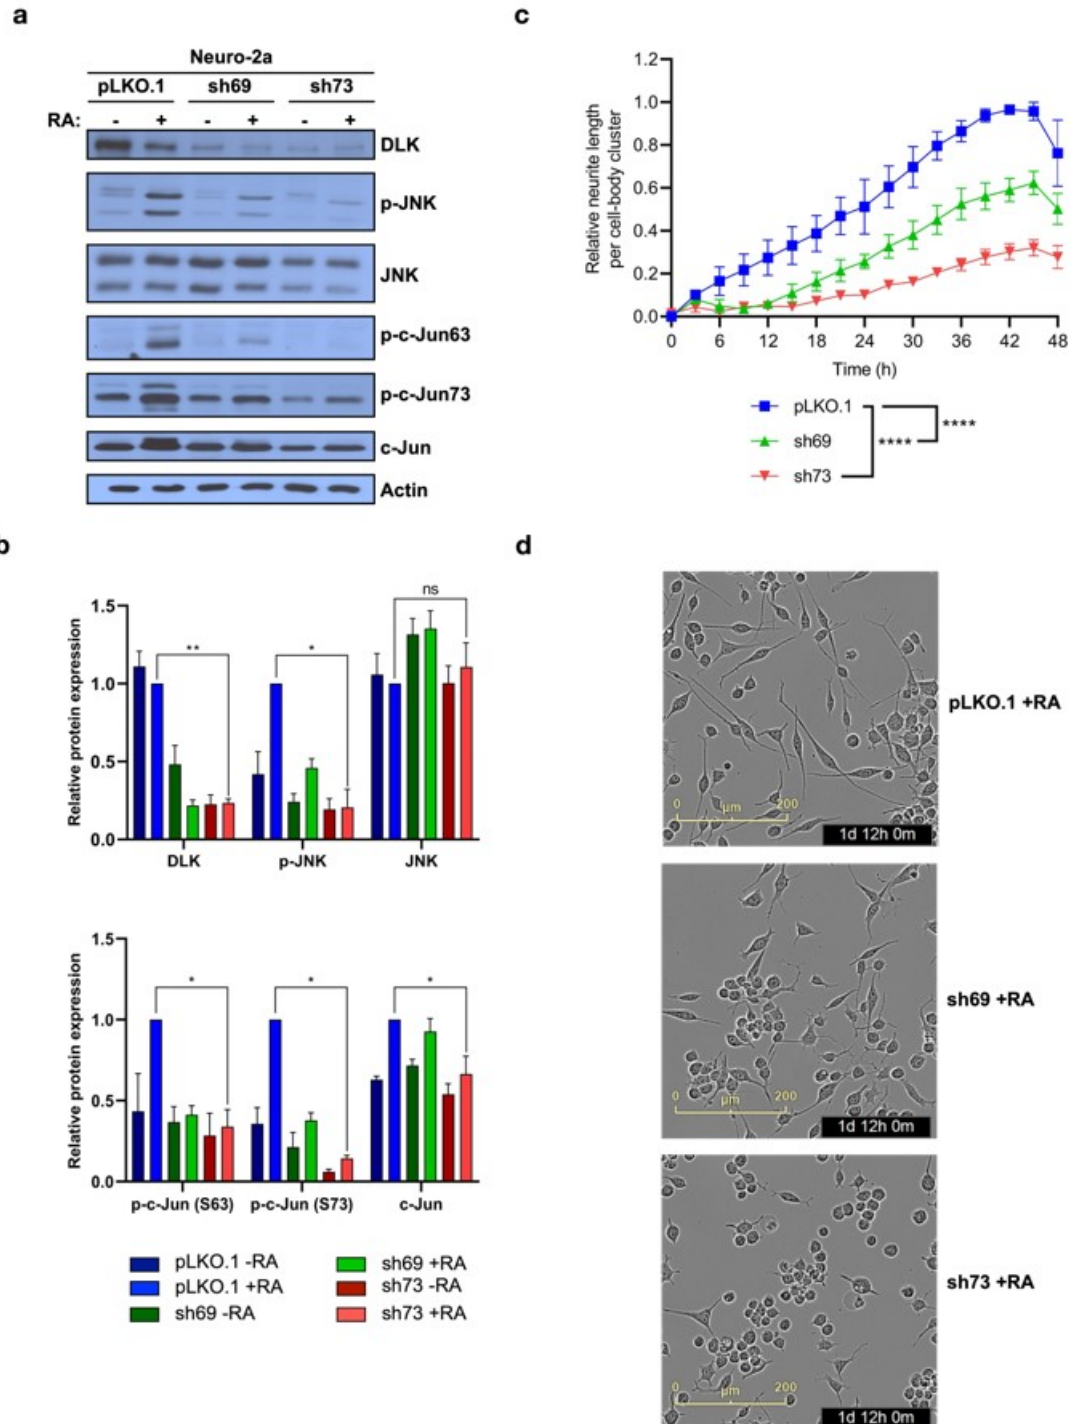 a
Neuro-2a
pLKO.1 sh69 sh73
RA: - + - + - +
DLK
p-JNK
JNK
p-c-Jun63
p-c-Jun73
c-Jun
Actin
c
Relative neurite length
per cell-body cluster
1.2
1.0
0.8
0.6
0.4
0.2
0.0
0 6 12 18 24 30 36 42 48
Time (h)
pLKO.1
sh69
sh73
****
****
b
Relative protein expression
1.5
1.0
0.5
0.0
** * ns
DLK p-JNK JNK
Relative protein expression
1.5
1.0
0.5
0.0
* * *
p-c-Jun (S63) p-c-Jun (S73) c-Jun
pLKO.1 -RA
pLKO.1 +RA
sh69 -RA
sh69 +RA
sh73 -RA
sh73 +RA
d
0 µm 200
1d 12h 0m
pLKO.1 +RA
0 µm 200
1d 12h 0m
sh69 +RA
0 µm 200
1d 12h 0m
sh73 +RA